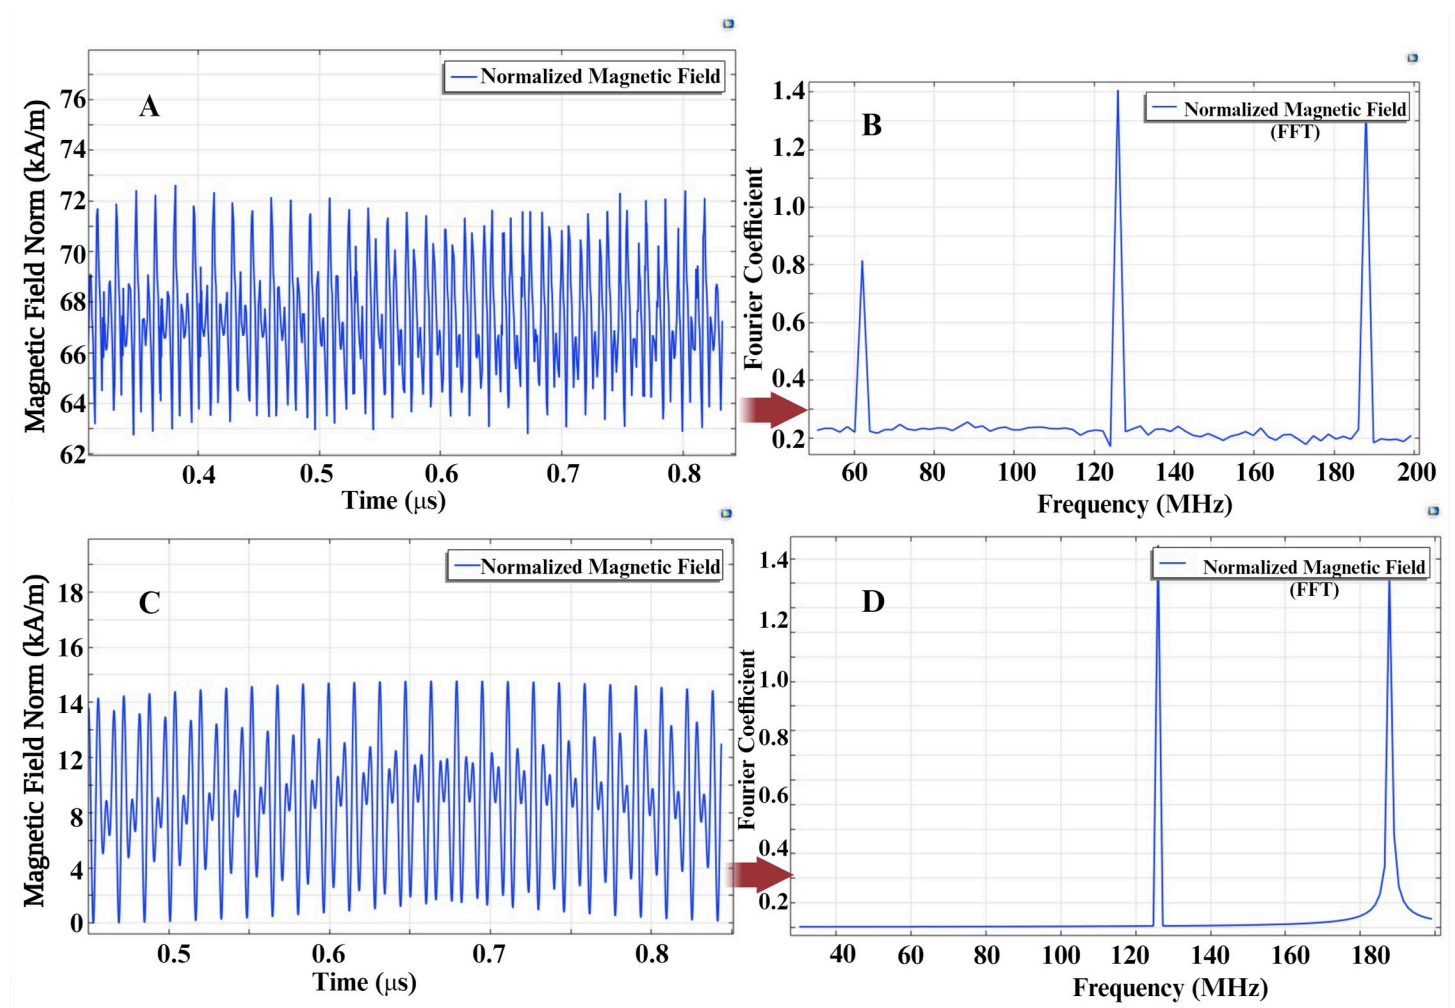 A
Normalized Magnetic Field
Magnetic Field Norm (kA/m)
76
74
72
70
68
66
64
62
0.4 0.5 0.6 0.7 0.8
Time (μs)
B
Normalized Magnetic Field
(FFT)
Fourier Coefficient
1.4
1.2
1.0
0.8
0.6
0.4
0.2
60 80 100 120 140 160 180 200
Frequency (MHz)
C
Normalized Magnetic Field
Magnetic Field Norm (kA/m)
18
16
14
12
10
8
4
0
0.5 0.6 0.7 0.8
Time (μs)
D
Normalized Magnetic Field
(FFT)
Fourier Coefficient
1.4
1.2
1.0
0.8
0.6
0.4
0.2
40 60 80 100 120 140 160 180
Frequency (MHz)